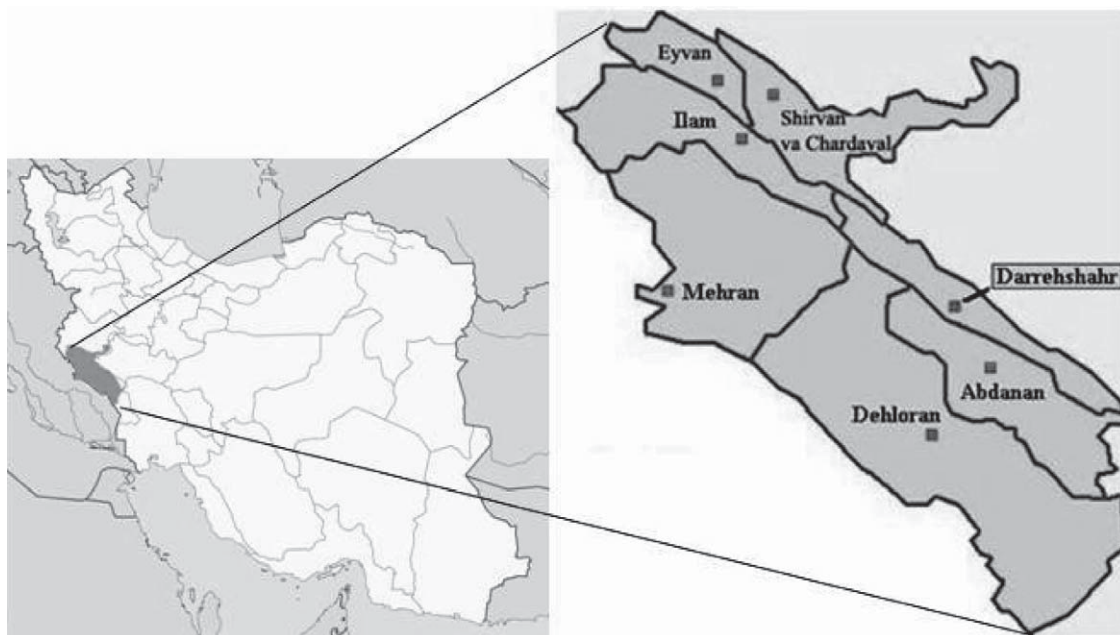 Eyvan
Shirvan
va Chardaval
Ilam
Darrehshahr
Mehran
Abdanan
Dehloran